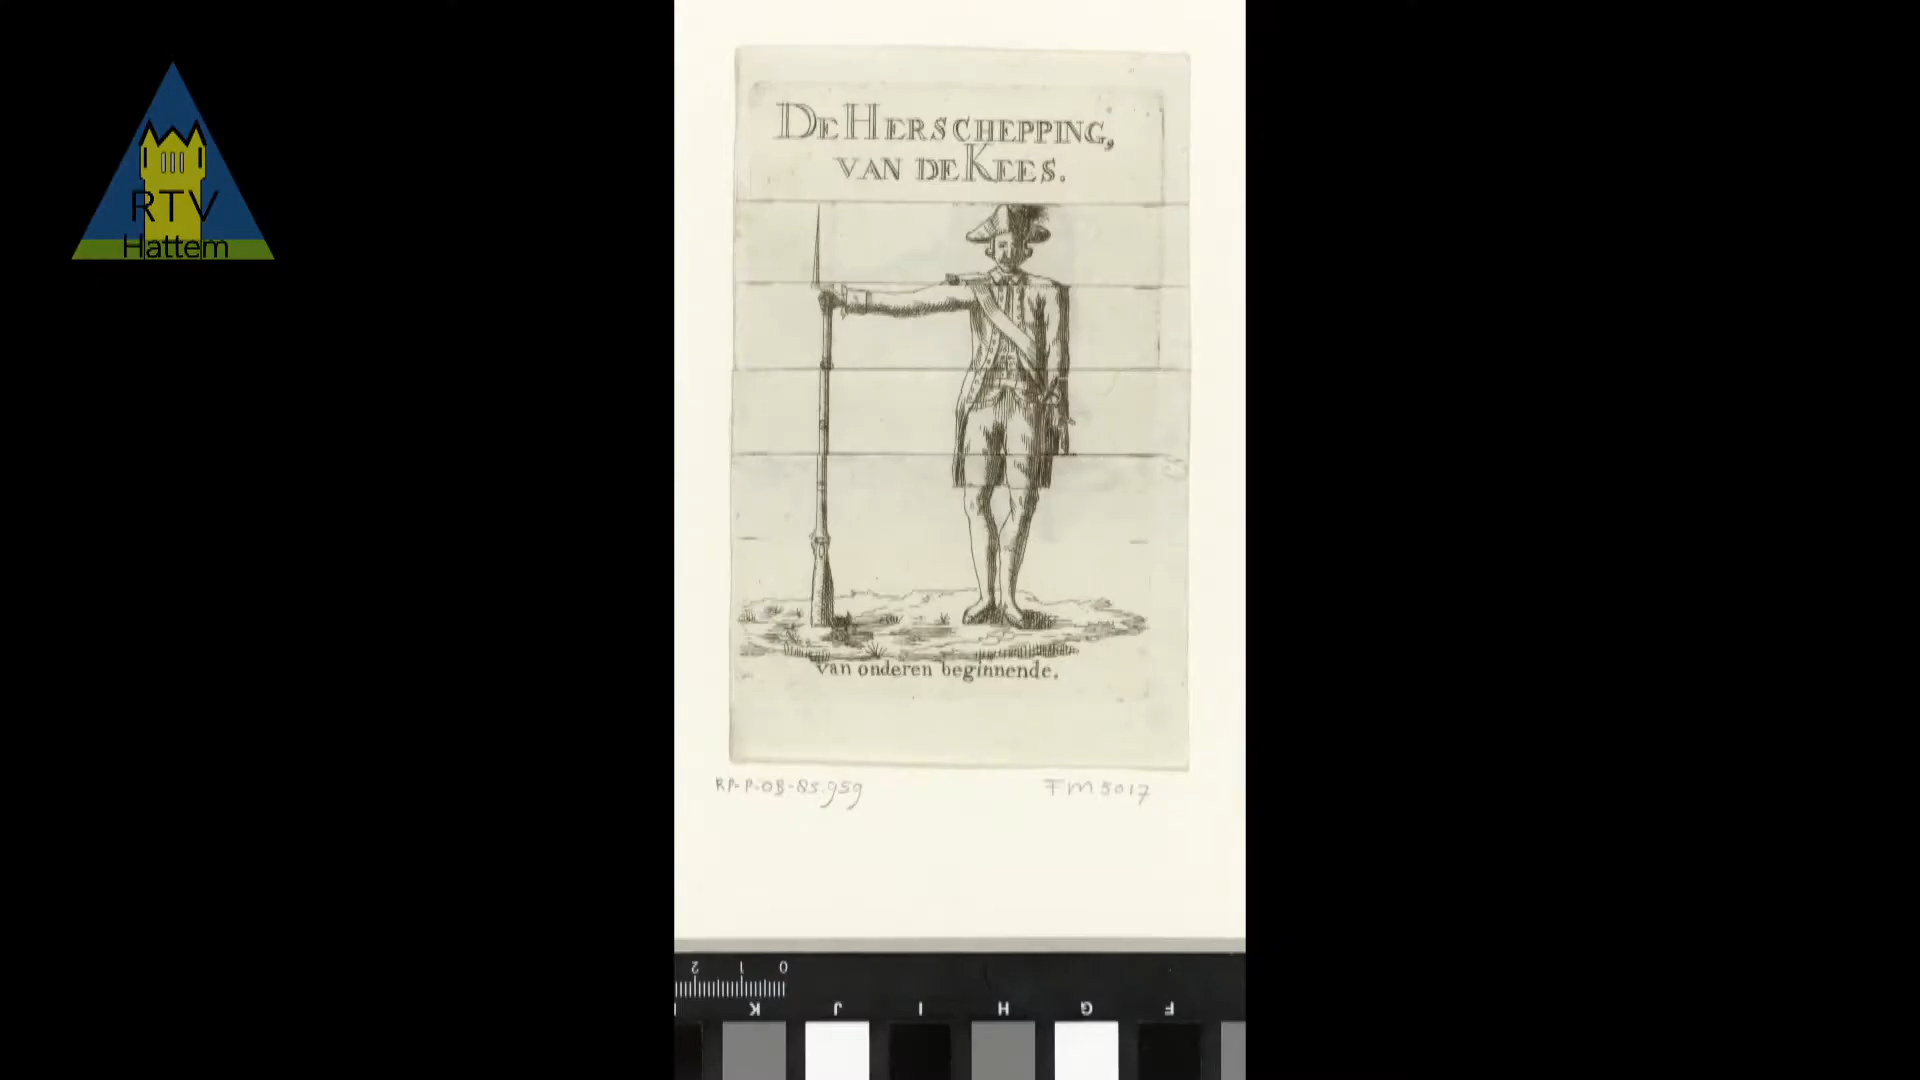 RTV
Hattem
DE HERSCHEPPING,
VAN DE KEES.
van onderen beginnende.
RP-P-OB-85.959
FM 5017
2 1 0
K J I H G F